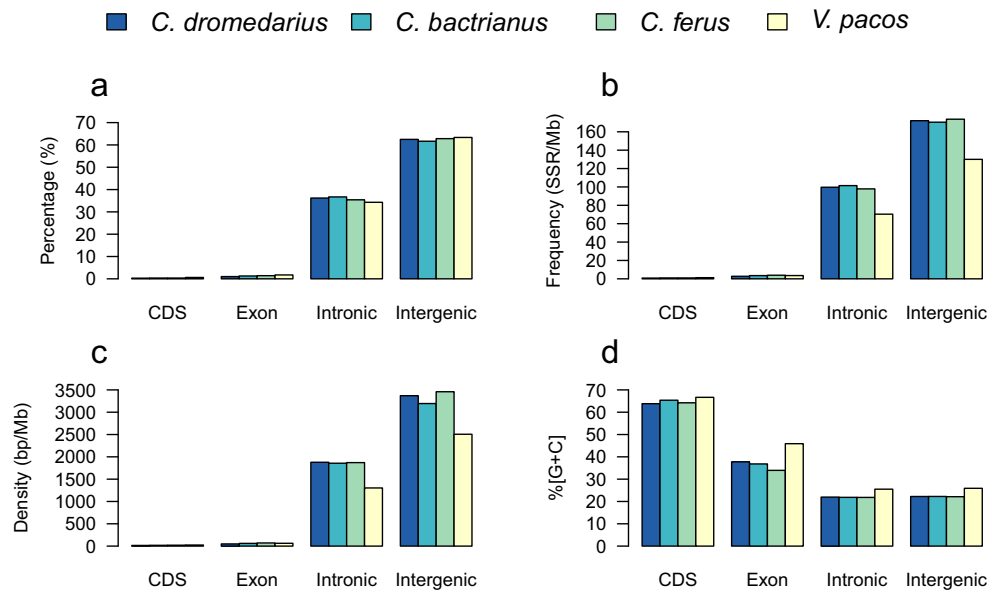 C. dromedarius C. bactrianus C. ferus V. pacos
a
Percentage (%)
70
60
50
40
30
20
10
0
CDS Exon Intronic Intergenic
b
Frequency (SSR/Mb)
160
140
120
100
80
60
40
20
0
CDS Exon Intronic Intergenic
c
Density (bp/Mb)
3500
3000
2500
2000
1500
1000
500
0
CDS Exon Intronic Intergenic
d
%[G+C]
70
60
50
40
30
20
10
0
CDS Exon Intronic Intergenic